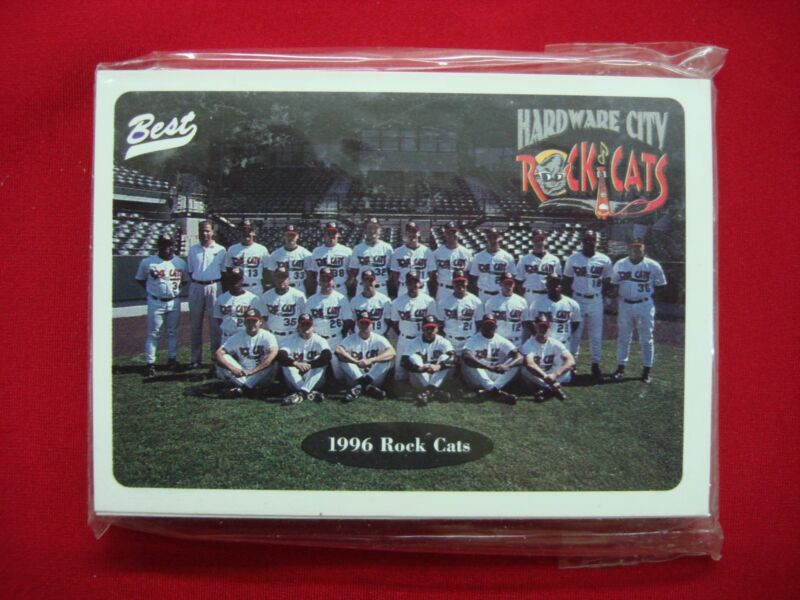 Best
HARDWARE CITY
ROCK CATS
1996 Rock Cats